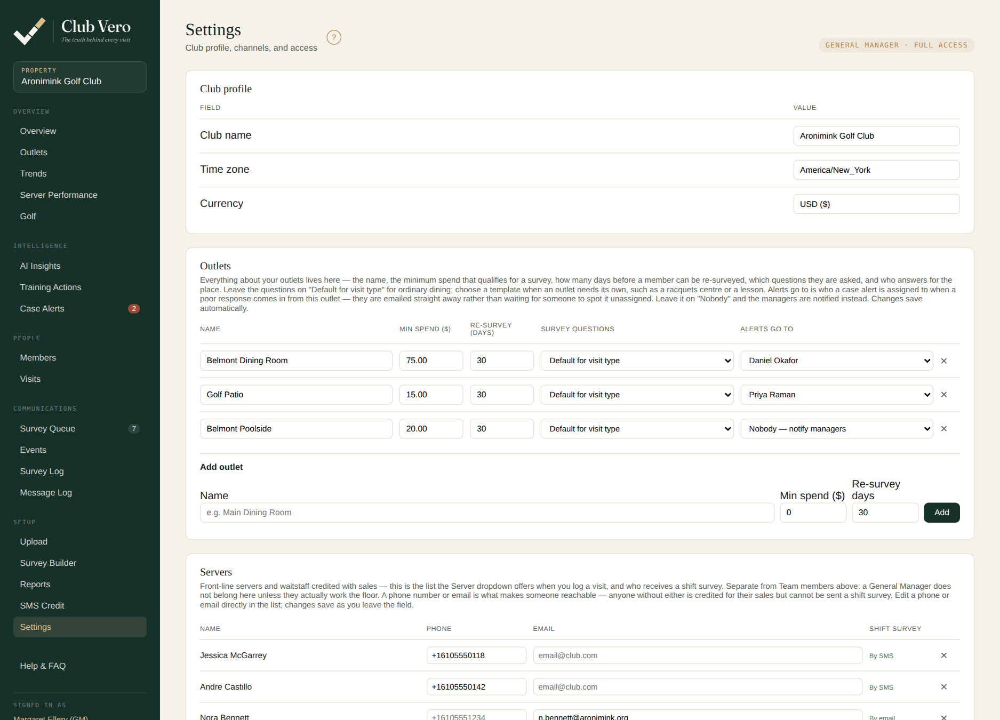 Club Vero
The truth behind every visit
PROPERTY
Aronimink Golf Club
OVERVIEW
Overview
Outlets
Trends
Server Performance
Golf
INTELLIGENCE
AI Insights
Training Actions
Case Alerts 2
PEOPLE
Members
Visits
COMMUNICATIONS
Survey Queue 7
Events
Survey Log
Message Log
SETUP
Upload
Survey Builder
Reports
SMS Credit
Settings
Help & FAQ
SIGNED IN AS
Margaret Ellery (GM)
Settings
Club profile, channels, and access
?
GENERAL MANAGER · FULL ACCESS
Club profile
FIELD VALUE
Club name Aronimink Golf Club
Time zone America/New_York
Currency USD ($)
Outlets
Everything about your outlets lives here — the name, the minimum spend that qualifies for a survey, how many days before a member can be re-surveyed, which questions they are asked, and who answers for the
place. Leave the questions on "Default for visit type" for ordinary dining; choose a template when an outlet needs its own, such as a racquets centre or a lesson. Alerts go to is who a case alert is assigned to when a
poor response comes in from this outlet — they are emailed straight away rather than waiting for someone to spot it unassigned. Leave it on "Nobody" and the managers are notified instead. Changes save
automatically.
NAME MIN SPEND ($) RE-SURVEY (DAYS) SURVEY QUESTIONS ALERTS GO TO
Belmont Dining Room 75.00 30 Default for visit type Daniel Okafor ✕
Golf Patio 15.00 30 Default for visit type Priya Raman ✕
Belmont Poolside 20.00 30 Default for visit type Nobody — notify managers ✕
Add outlet
Name Min spend ($) Re-survey days
e.g. Main Dining Room 0 30 Add
Servers
Front-line servers and waitstaff credited with sales — this is the list the Server dropdown offers when you log a visit, and who receives a shift survey. Separate from Team members above: a General Manager does
not belong here unless they actually work the floor. A phone number or email is what makes someone reachable — anyone without either is credited for their sales but cannot be sent a shift survey. Edit a phone or
email directly in the list; changes save as you leave the field.
NAME PHONE EMAIL SHIFT SURVEY
Jessica McGarrey +16105550118 email@club.com By SMS ✕
Andre Castillo +16105550142 email@club.com By SMS ✕
Nora Bennett +16105551234 n.bennett@aronimink.org By email ✕